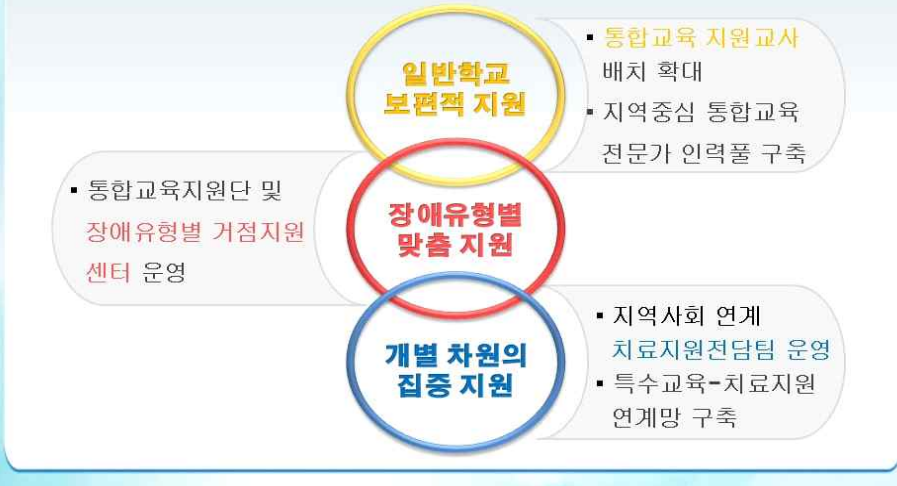 일반학교
보편적 지원
▪ 통합교육 지원교사
배치 확대
▪ 지역중심 통합교육
전문가 인력풀 구축
장애유형별
맞춤 지원
▪ 통합교육지원단 및
장애유형별 거점지원
센터 운영
개별 차원의
집중 지원
▪ 지역사회 연계
치료지원전담팀 운영
▪ 특수교육-치료지원
연계망 구축